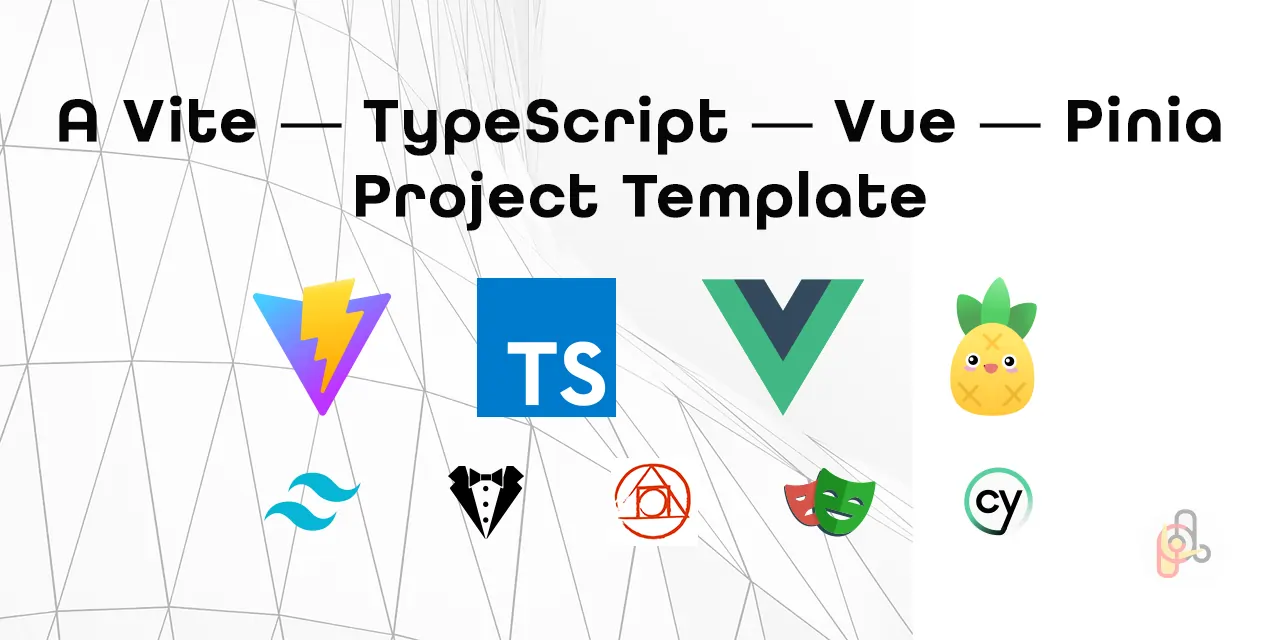 A Vite — TypeScript — Vue — Pinia
Project Template
TS
cy